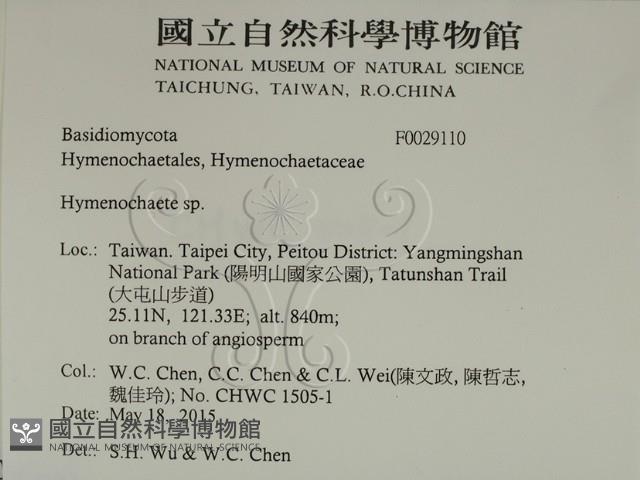 國立自然科學博物館
NATIONAL MUSEUM OF NATURAL SCIENCE
TAICHUNG, TAIWAN, R.O.CHINA
Basidiomycota F0029110
Hymenochaetales, Hymenochaetaceae
Hymenochaete sp.
Loc.: Taiwan. Taipei City, Peitou District: Yangmingshan
National Park (陽明山國家公園), Tatunshan Trail
(大屯山步道)
25.11N, 121.33E; alt. 840m;
on branch of angiosperm
Col.: W.C. Chen, C.C. Chen & C.L. Wei(陳文政, 陳哲志,
魏佳玲); No. CHWC 1505-1
Date: May 18, 2015
國立自然科學博物館
NATIONAL MUSEUM OF NATURAL SCIENCE
Det.: S.H. Wu & W.C. Chen